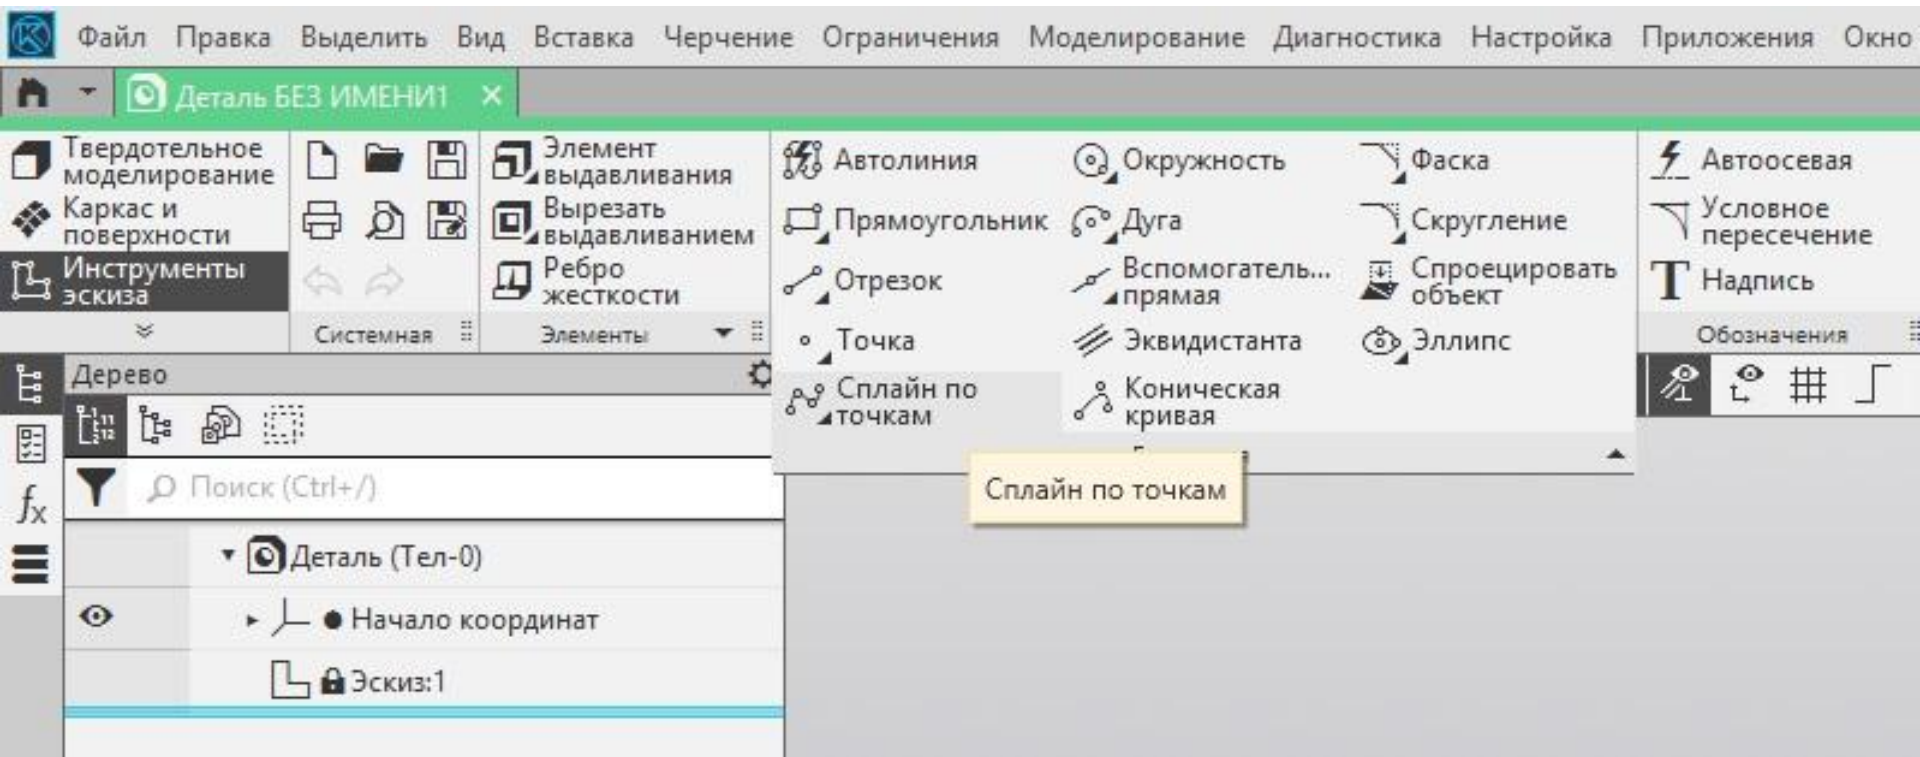 Файл Правка Выделить Вид Вставка Черчение Ограничения Моделирование Диагностика Настройка Приложения Окно
Деталь БЕЗ ИМЕНИ1
Твердотельное
моделирование
Каркас и
поверхности
Инструменты
эскиза
Системная
Элемент
выдавливания
Вырезать
выдавливанием
Ребро
жесткости
Элементы
Автолиния
Прямоугольник
Отрезок
Точка
Сплайн по
точкам
Окружность
Дуга
Вспомогатель...
прямая
Эквидистанта
Коническая
кривая
Фаска
Скругление
Спроецировать
объект
Эллипс
Автоосевая
Условное
пересечение
Надпись
Обозначения
Сплайн по точкам
Дерево
Поиск (Ctrl+/)
Деталь (Тел-0)
Начало координат
Эскиз:1